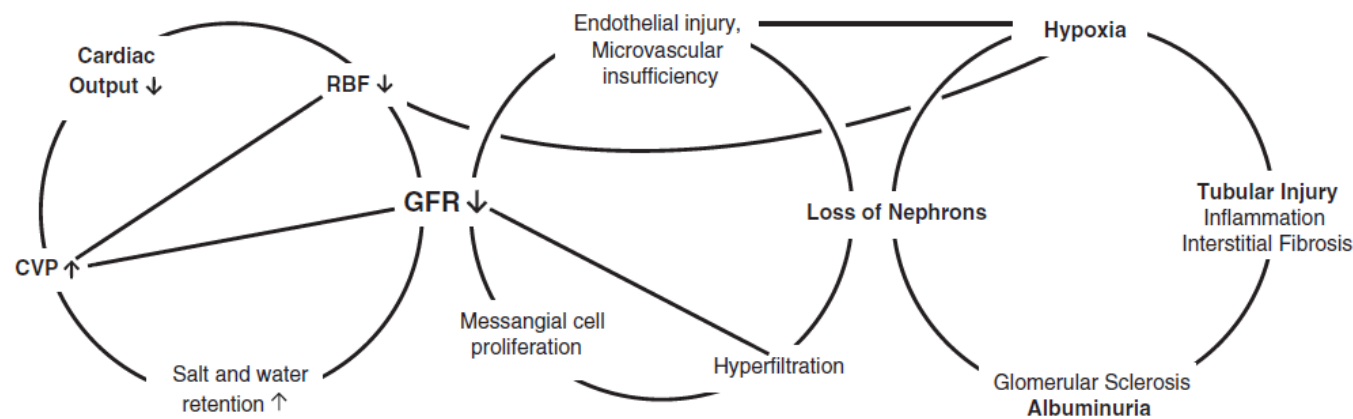 Cardiac
Output ↓
RBF ↓
CVP ↑
GFR ↓
Salt and water
retention ↑
Endothelial injury,
Microvascular
insufficiency
Messangial cell
proliferation
Hyperfiltration
Loss of Nephrons
Hypoxia
Tubular Injury
Inflammation
Interstitial Fibrosis
Glomerular Sclerosis
Albuminuria